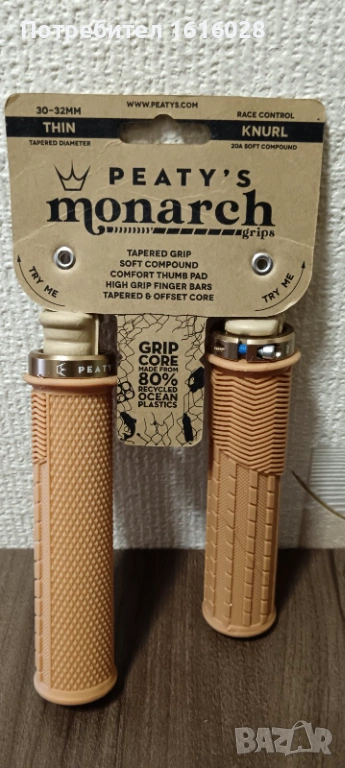 Потребител 1616028
WWW.PEATYS.COM
30-32MM
THIN
TAPERED DIAMETER
RACE CONTROL
KNURL
20A SOFT COMPOUND
PEATY'S
monarch
grips
TAPERED GRIP
SOFT COMPOUND
COMFORT THUMB PAD
HIGH GRIP FINGER BARS
TAPERED & OFFSET CORE
TRY ME
TRY ME
GRIP
CORE
MADE FROM
80%
RECYCLED
OCEAN
PLASTICS
PEATY
BAZAR